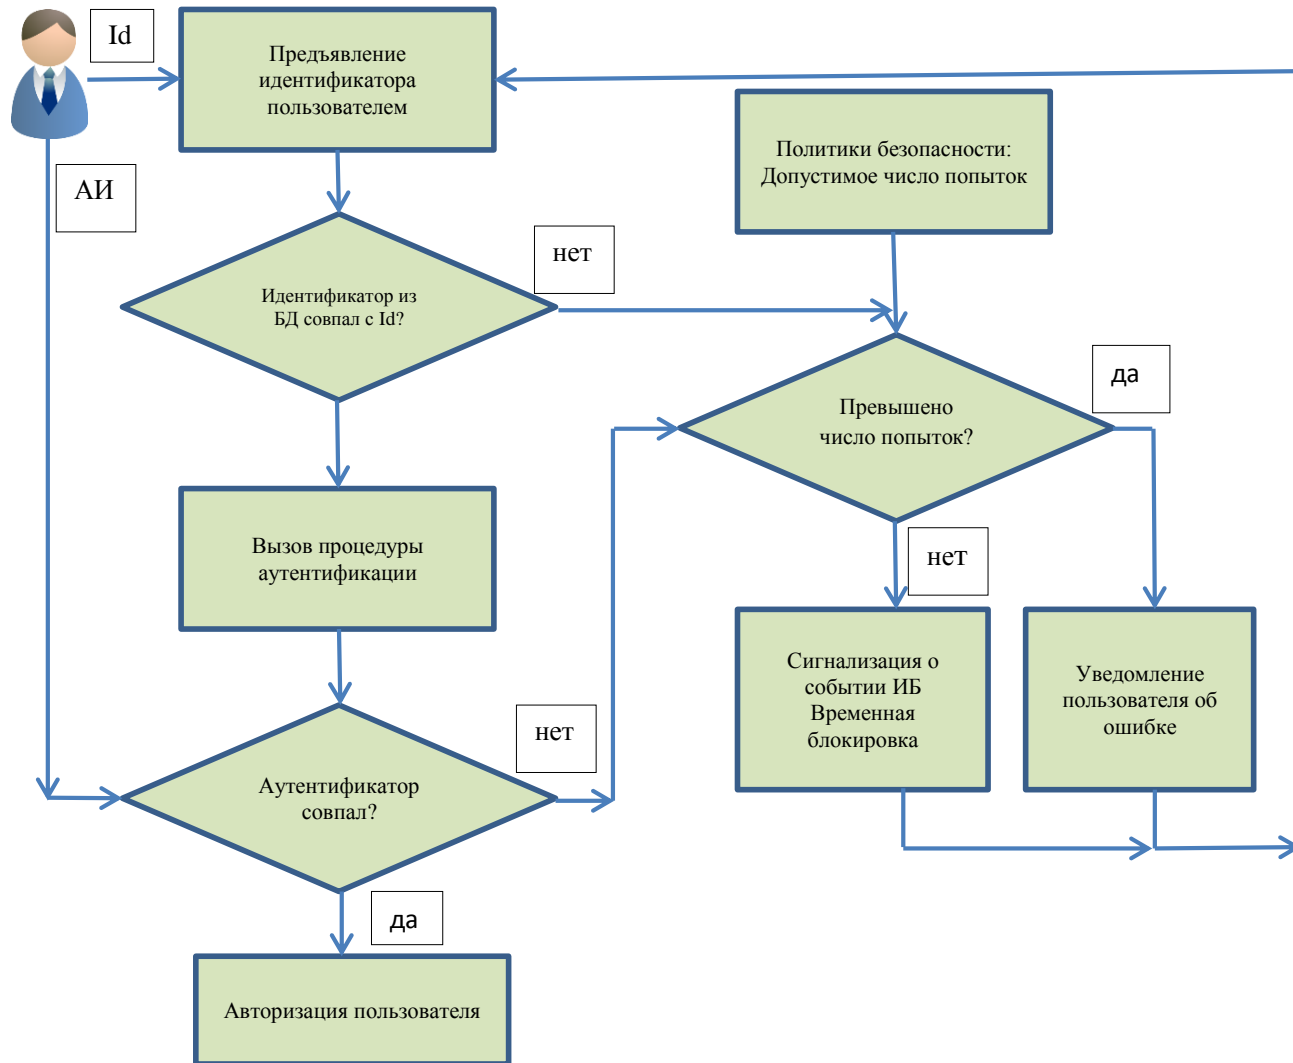 Id
Предъявление
идентификатора
пользователем
Политики безопасности:
Допустимое число попыток
АИ
нет
Идентификатор из
БД совпал с Id?
да
Превышено
число попыток?
Вызов процедуры
аутентификации
нет
Сигнализация о
событии ИБ
Временная
блокировка
Уведомление
пользователя об
ошибке
нет
Аутентификатор
совпал?
да
Авторизация пользователя